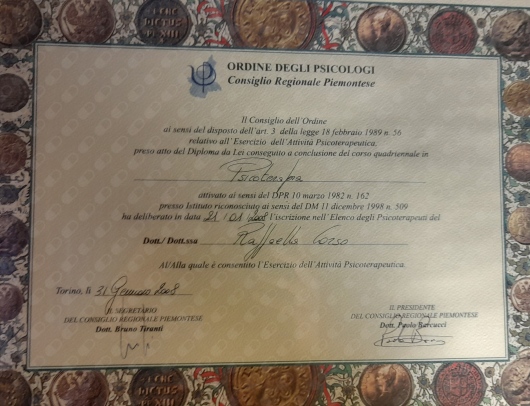 ORDINE DEGLI PSICOLOGI
Consiglio Regionale Piemontese
Il Consiglio dell'Ordine
ai sensi del disposto dell'art. 3 della legge 18 febbraio 1989 n. 56
relativo all'Esercizio dell'Attività Psicoterapeutica.
preso atto del Diploma da Lei conseguito a conclusione del corso quadriennale in
Psicoterapia
attivato ai sensi del DPR 10 marzo 1982 n. 162
presso Istituto riconosciuto ai sensi del DM 11 dicembre 1998 n. 509
ha deliberato in data 21/01/2008 l'iscrizione nell'Elenco degli Psicoterapeuti del
Dott./ Dott.ssa Raffaella Corso
Al/Alla quale è consentito l'Esercizio dell'Attività Psicoterapeutica.
Torino, lì 31 Gennaio 2008
IL SEGRETARIO
DEL CONSIGLIO REGIONALE PIEMONTESE
Dott. Bruno Tiranti
IL PRESIDENTE
DEL CONSIGLIO REGIONALE PIEMONTESE
Dott. Paolo Barcucci